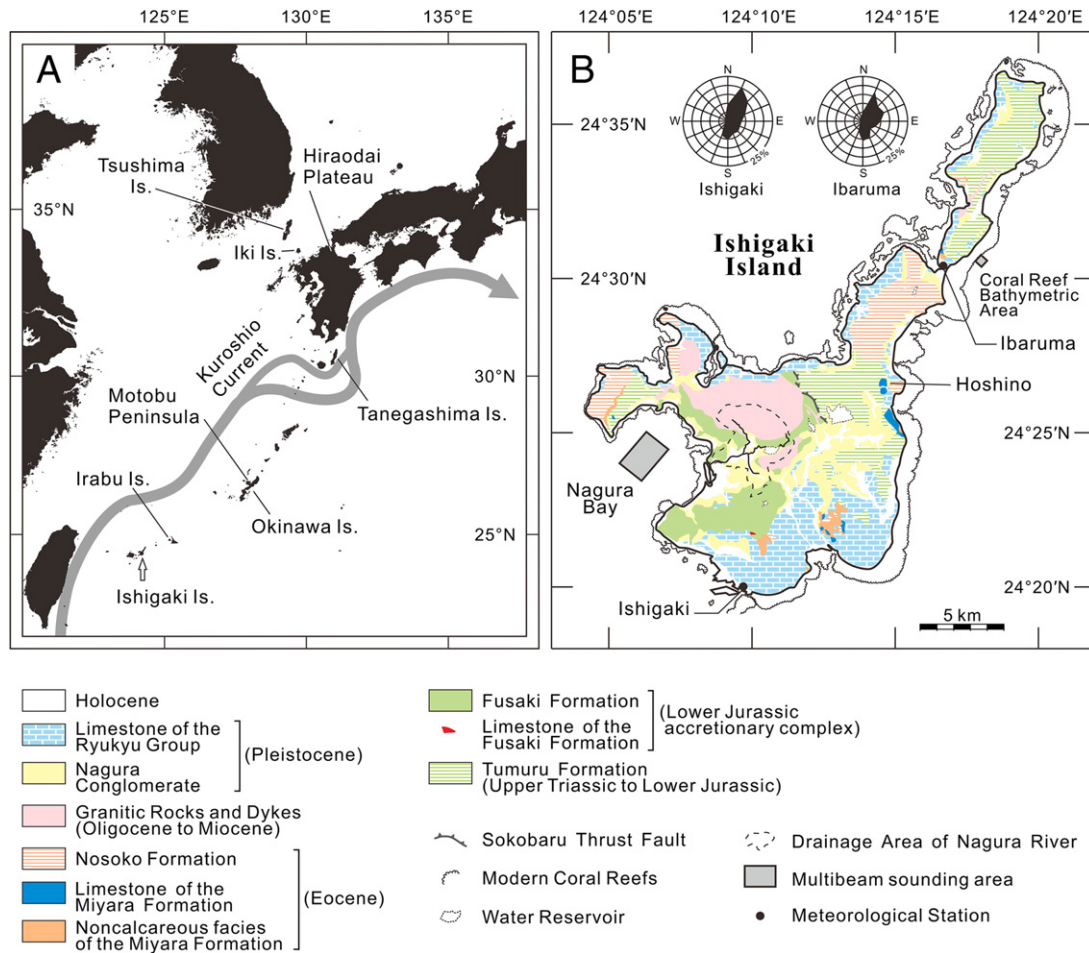 125°E
130°E
135°E
124°05′E
124°10′E
124°15′E
124°20′E
A
Tsushima
Is.
Hiraodai
Plateau
35°N
Iki Is.
Kuroshio
Current
30°N
Motobu
Peninsula
Tanegashima Is.
Irabu Is.
Okinawa Is.
25°N
Ishigaki Is.
B
N
W
E
S
25%
Ishigaki
N
W
E
S
25%
Ibaruma
24°35′N
Ishigaki
Island
24°30′N
Coral Reef
Bathymetric
Area
Ibaruma
Hoshino
24°25′N
Nagura
Bay
24°20′N
Ishigaki
5 km
Holocene
Limestone of the
Ryukyu Group
Nagura
Conglomerate
(Pleistocene)
Granitic Rocks and Dykes
(Oligocene to Miocene)
Nosoko Formation
Limestone of the
Miyara Formation
Noncalcareous facies
of the Miyara Formation
(Eocene)
Fusaki Formation
Limestone of the
Fusaki Formation
(Lower Jurassic
accretionary complex)
Tumuru Formation
(Upper Triassic to Lower Jurassic)
Sokobaru Thrust Fault
Modern Coral Reefs
Water Reservoir
Drainage Area of Nagura River
Multibeam sounding area
Meteorological Station